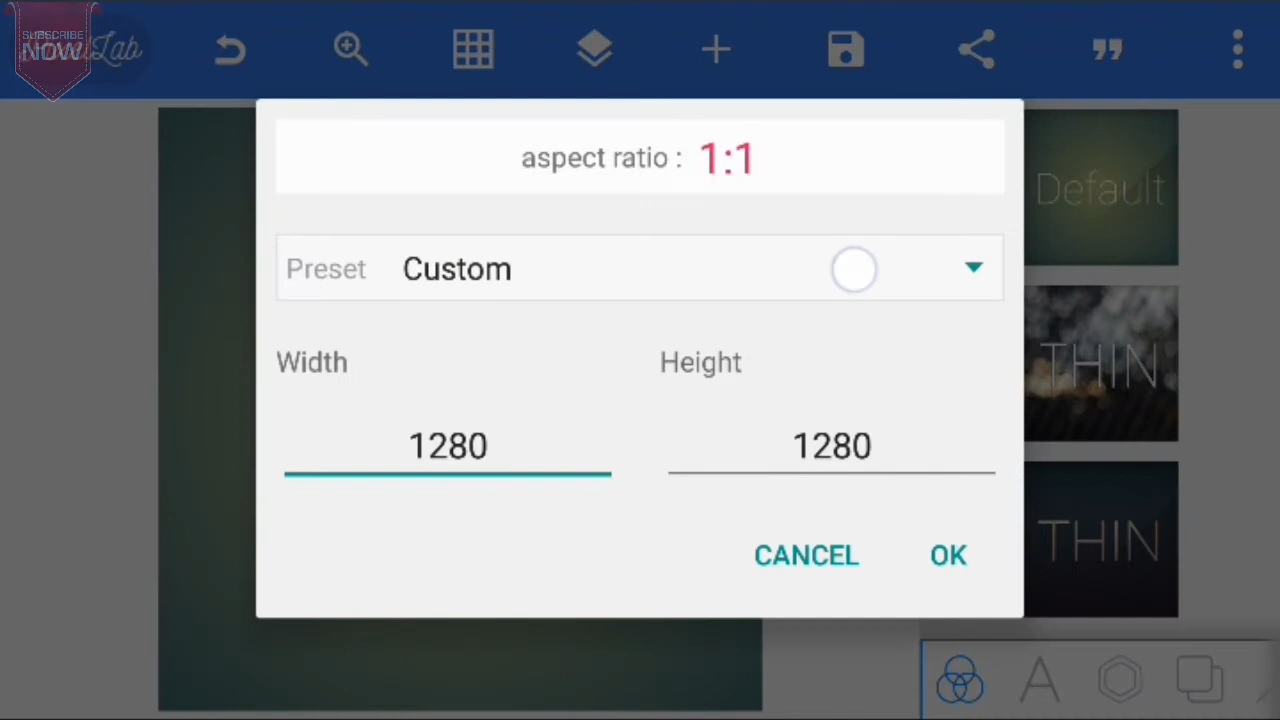 SUBSCRIBE
NOW
aspect ratio : 1:1
Preset Custom
Width Height
1280 1280
CANCEL OK
Default
THIN
THIN